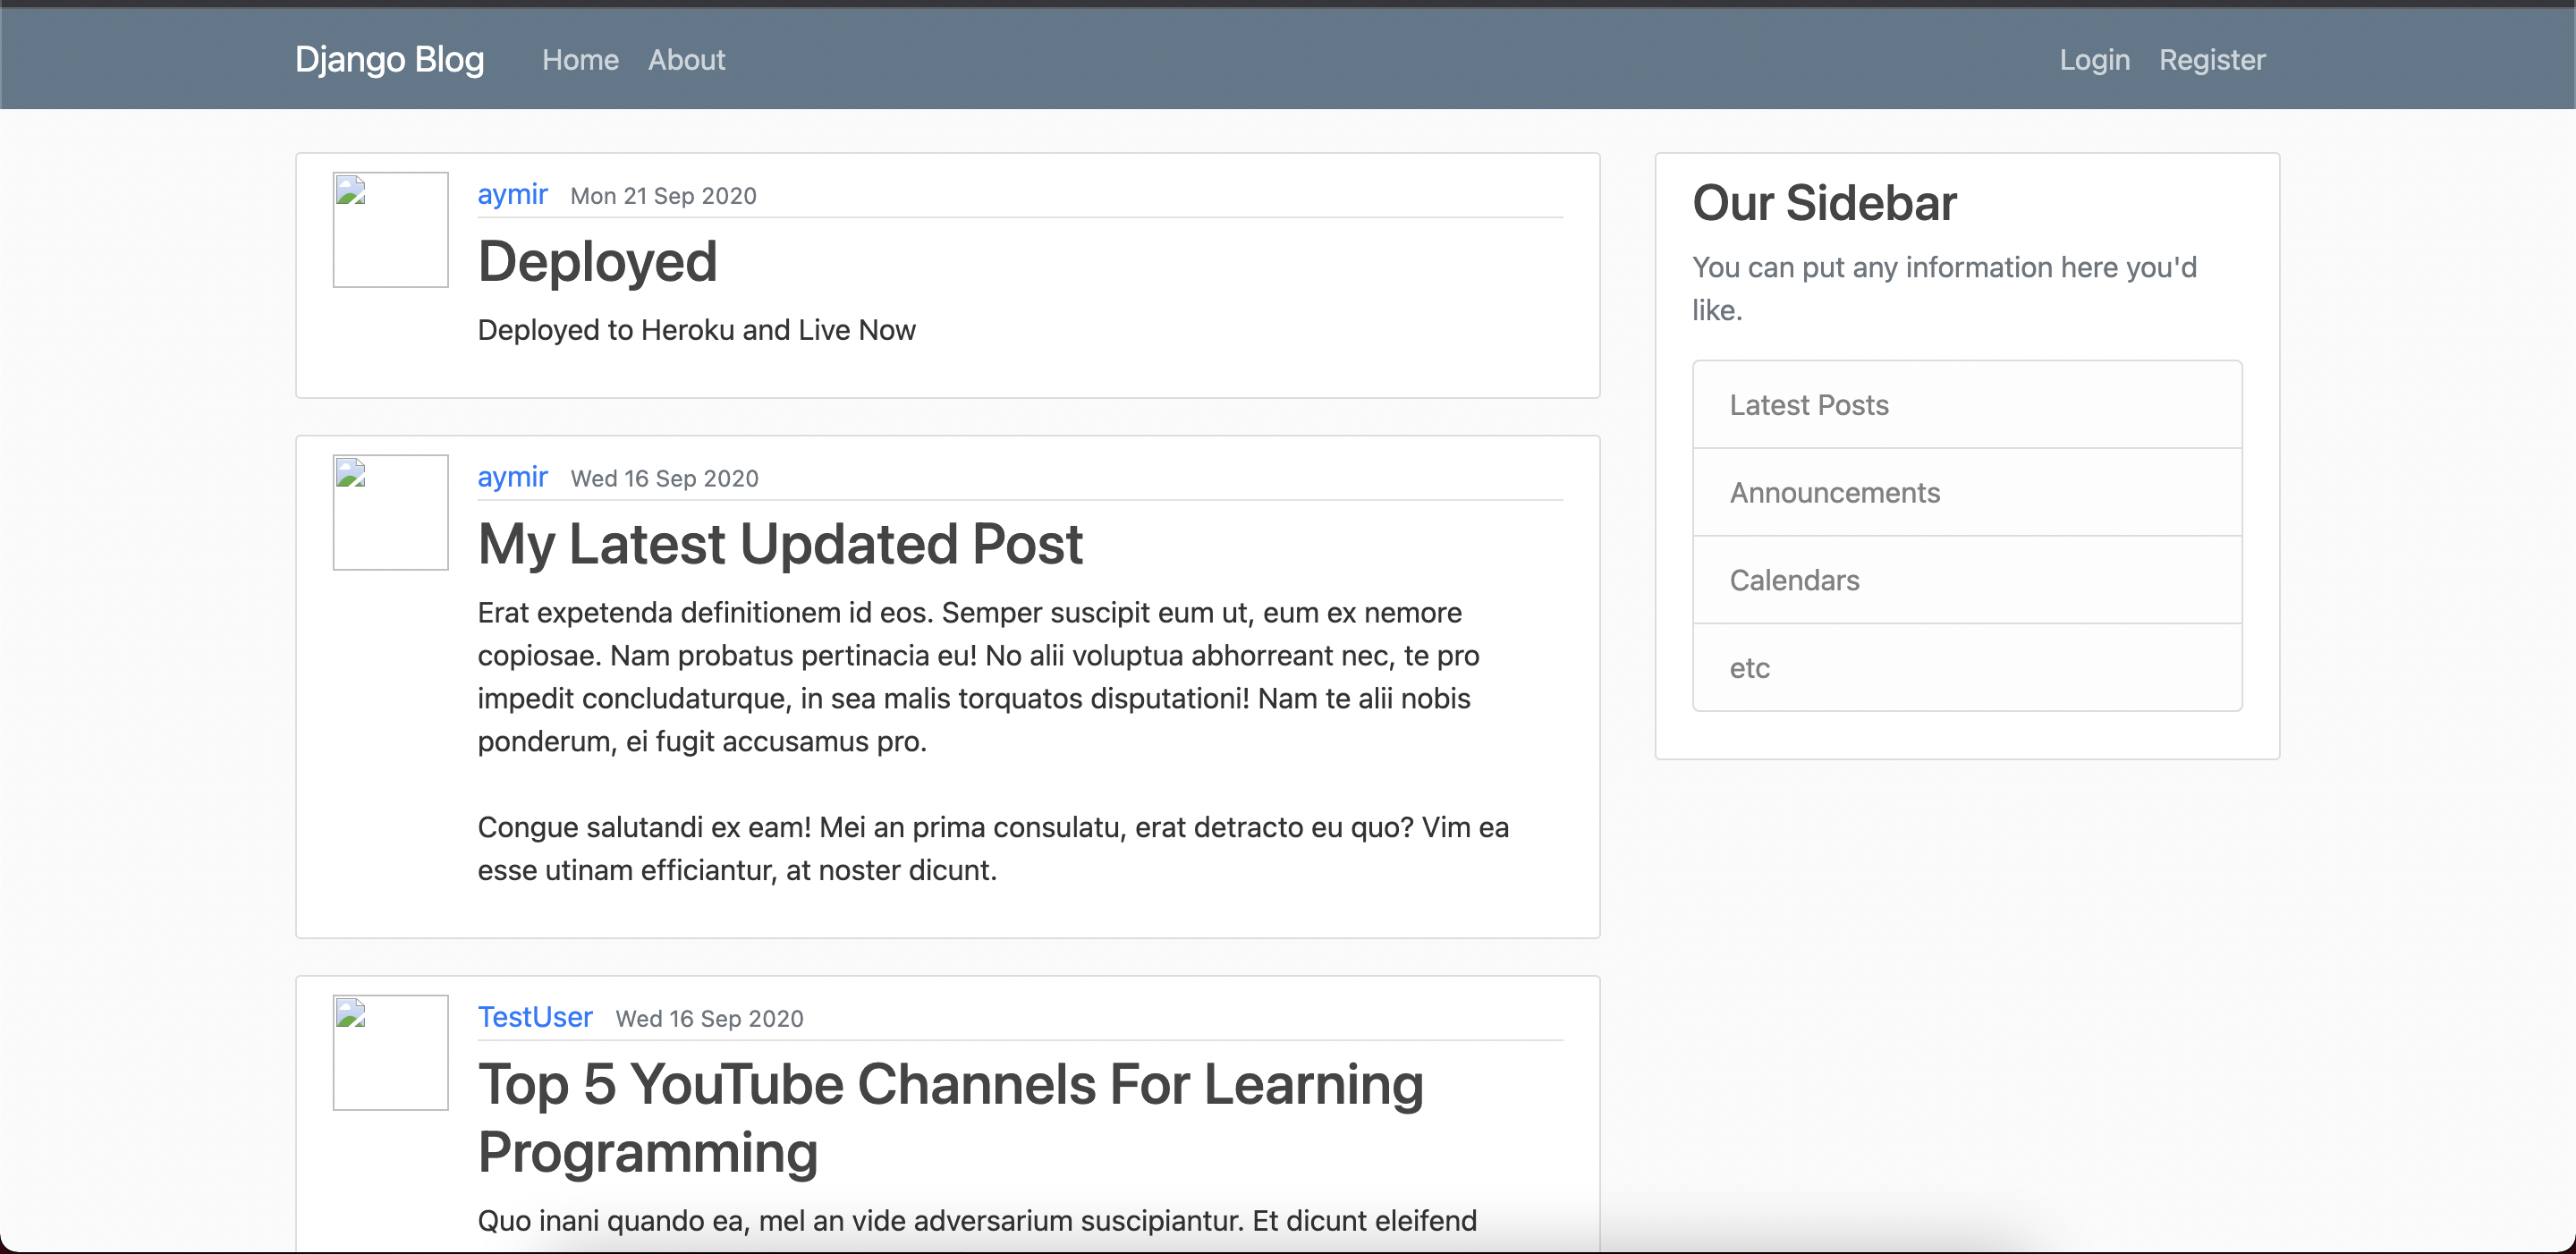 Django Blog Home About Login Register
aymir Mon 21 Sep 2020
Deployed
Deployed to Heroku and Live Now
aymir Wed 16 Sep 2020
My Latest Updated Post
Erat expetenda definitionem id eos. Semper suscipit eum ut, eum ex nemore
copiosae. Nam probatus pertinacia eu! No alii voluptua abhorreant nec, te pro
impedit concludaturque, in sea malis torquatos disputationi! Nam te alii nobis
ponderum, ei fugit accusamus pro.
Congue salutandi ex eam! Mei an prima consulatu, erat detracto eu quo? Vim ea
esse utinam efficiantur, at noster dicunt.
TestUser Wed 16 Sep 2020
Top 5 YouTube Channels For Learning
Programming
Quo inani quando ea, mel an vide adversarium suscipiantur. Et dicunt eleifend
Our Sidebar
You can put any information here you'd
like.
Latest Posts
Announcements
Calendars
etc